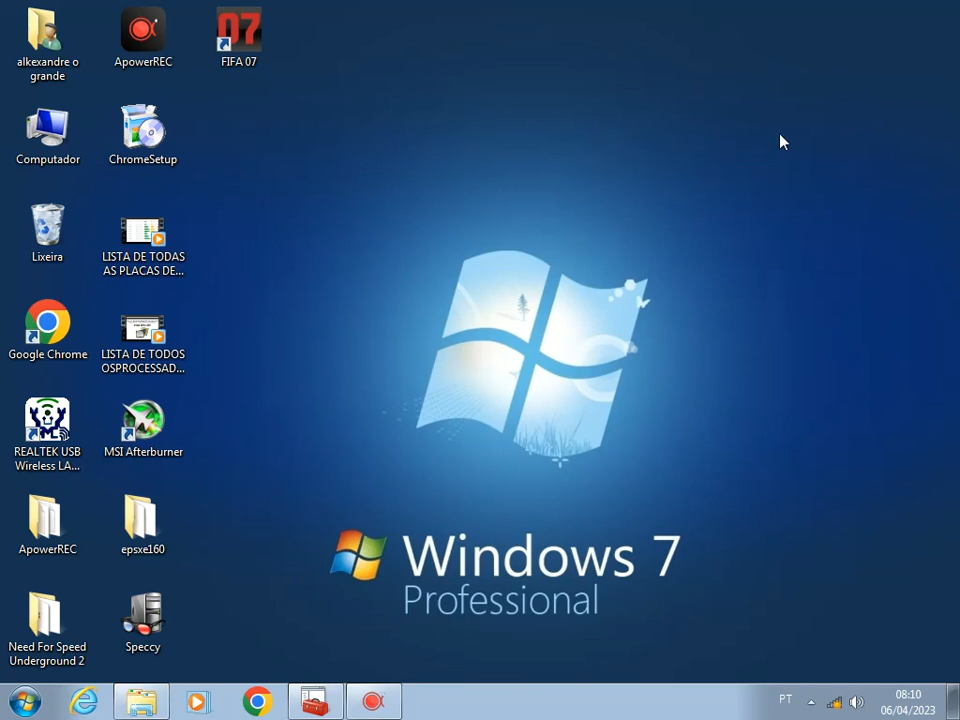 alkexandre o
grande
ApowerREC
07
FIFA 07
Computador
ChromeSetup
Lixeira
LISTA DE TODAS
AS PLACAS DE...
Google Chrome
LISTA DE TODOS
OSPROCESSAD...
REALTEK USB
Wireless LA...
MSI Afterburner
ApowerREC
epsxe160
Need For Speed
Underground 2
Speccy
Windows 7
Professional
PT
08:10
06/04/2023